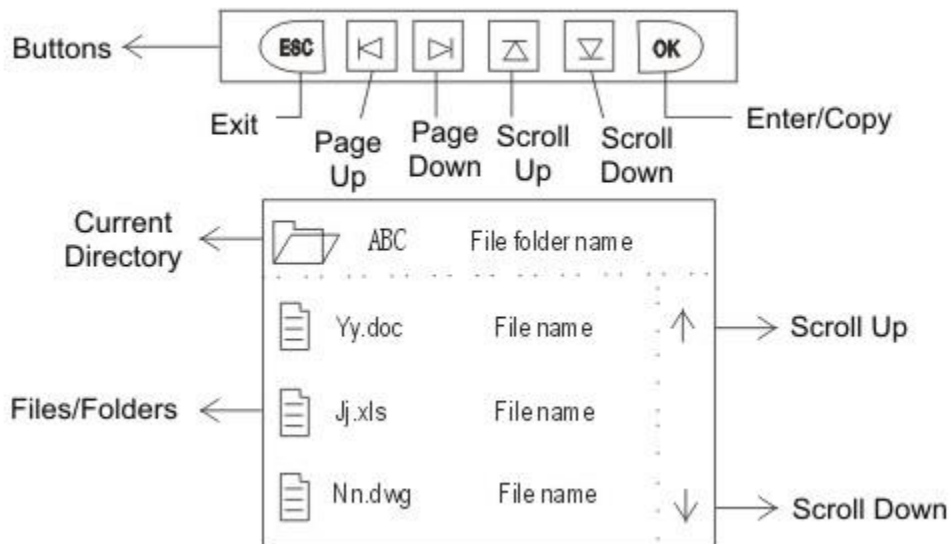 Buttons
ESC
OK
Exit
Page Up
Page Down
Scroll Up
Scroll Down
Enter/Copy
Current Directory
ABC File folder name
Yy.doc File name
Scroll Up
Files/Folders
Jj.xls File name
Nn.dwg File name
Scroll Down